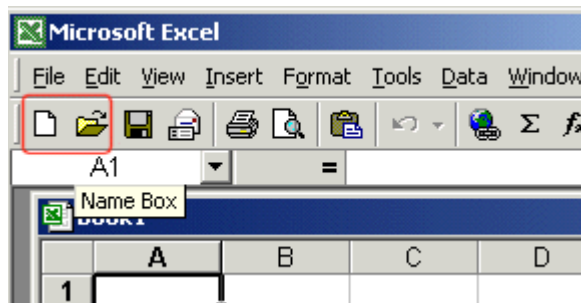 Microsoft Excel
File Edit View Insert Format Tools Data Window
Σ
A1 =
Name Box
A B C D
1